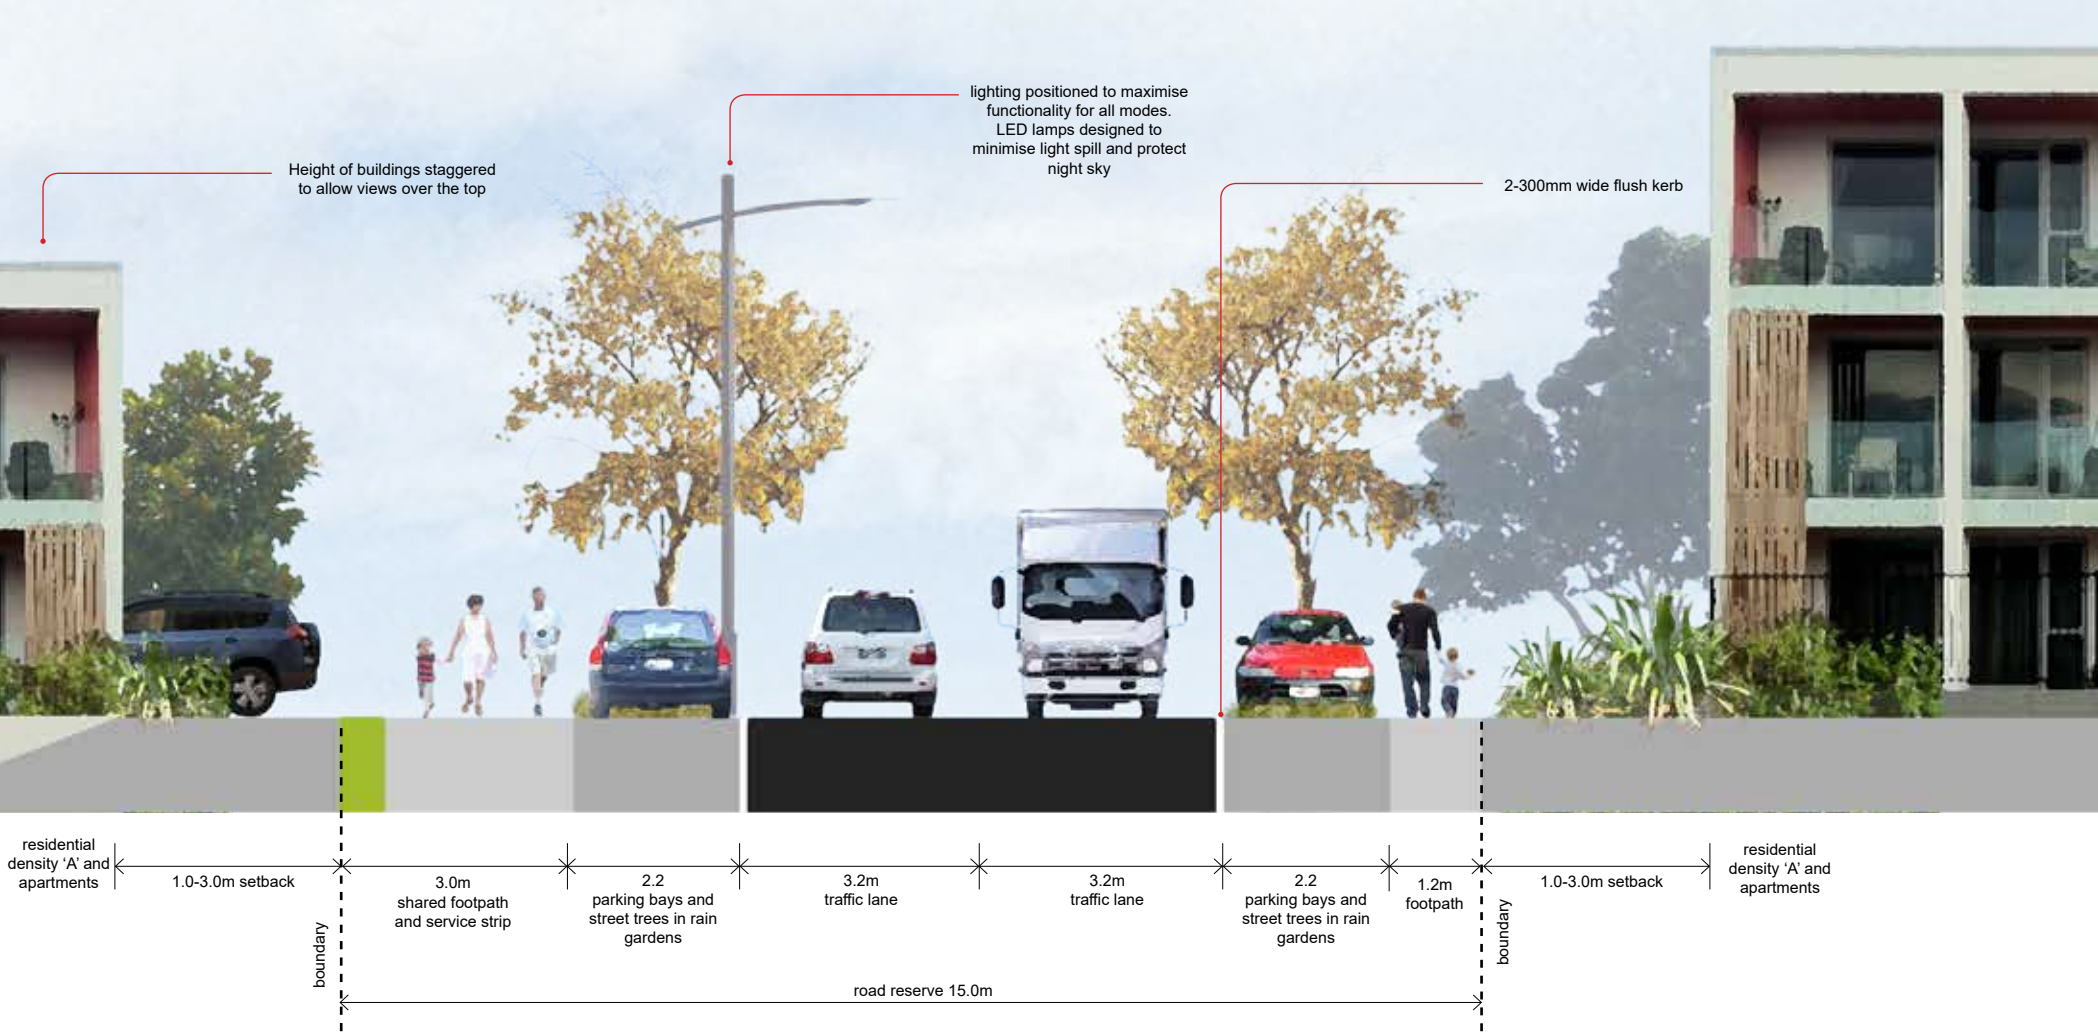 lighting positioned to maximise
functionality for all modes.
LED lamps designed to
minimise light spill and protect
night sky
Height of buildings staggered
to allow views over the top
2-300mm wide flush kerb
residential
density ‘A’ and
apartments
1.0-3.0m setback
boundary
3.0m
shared footpath
and service strip
2.2
parking bays and
street trees in rain
gardens
3.2m
traffic lane
3.2m
traffic lane
2.2
parking bays and
street trees in rain
gardens
1.2m
footpath
boundary
1.0-3.0m setback
residential
density ‘A’ and
apartments
road reserve 15.0m